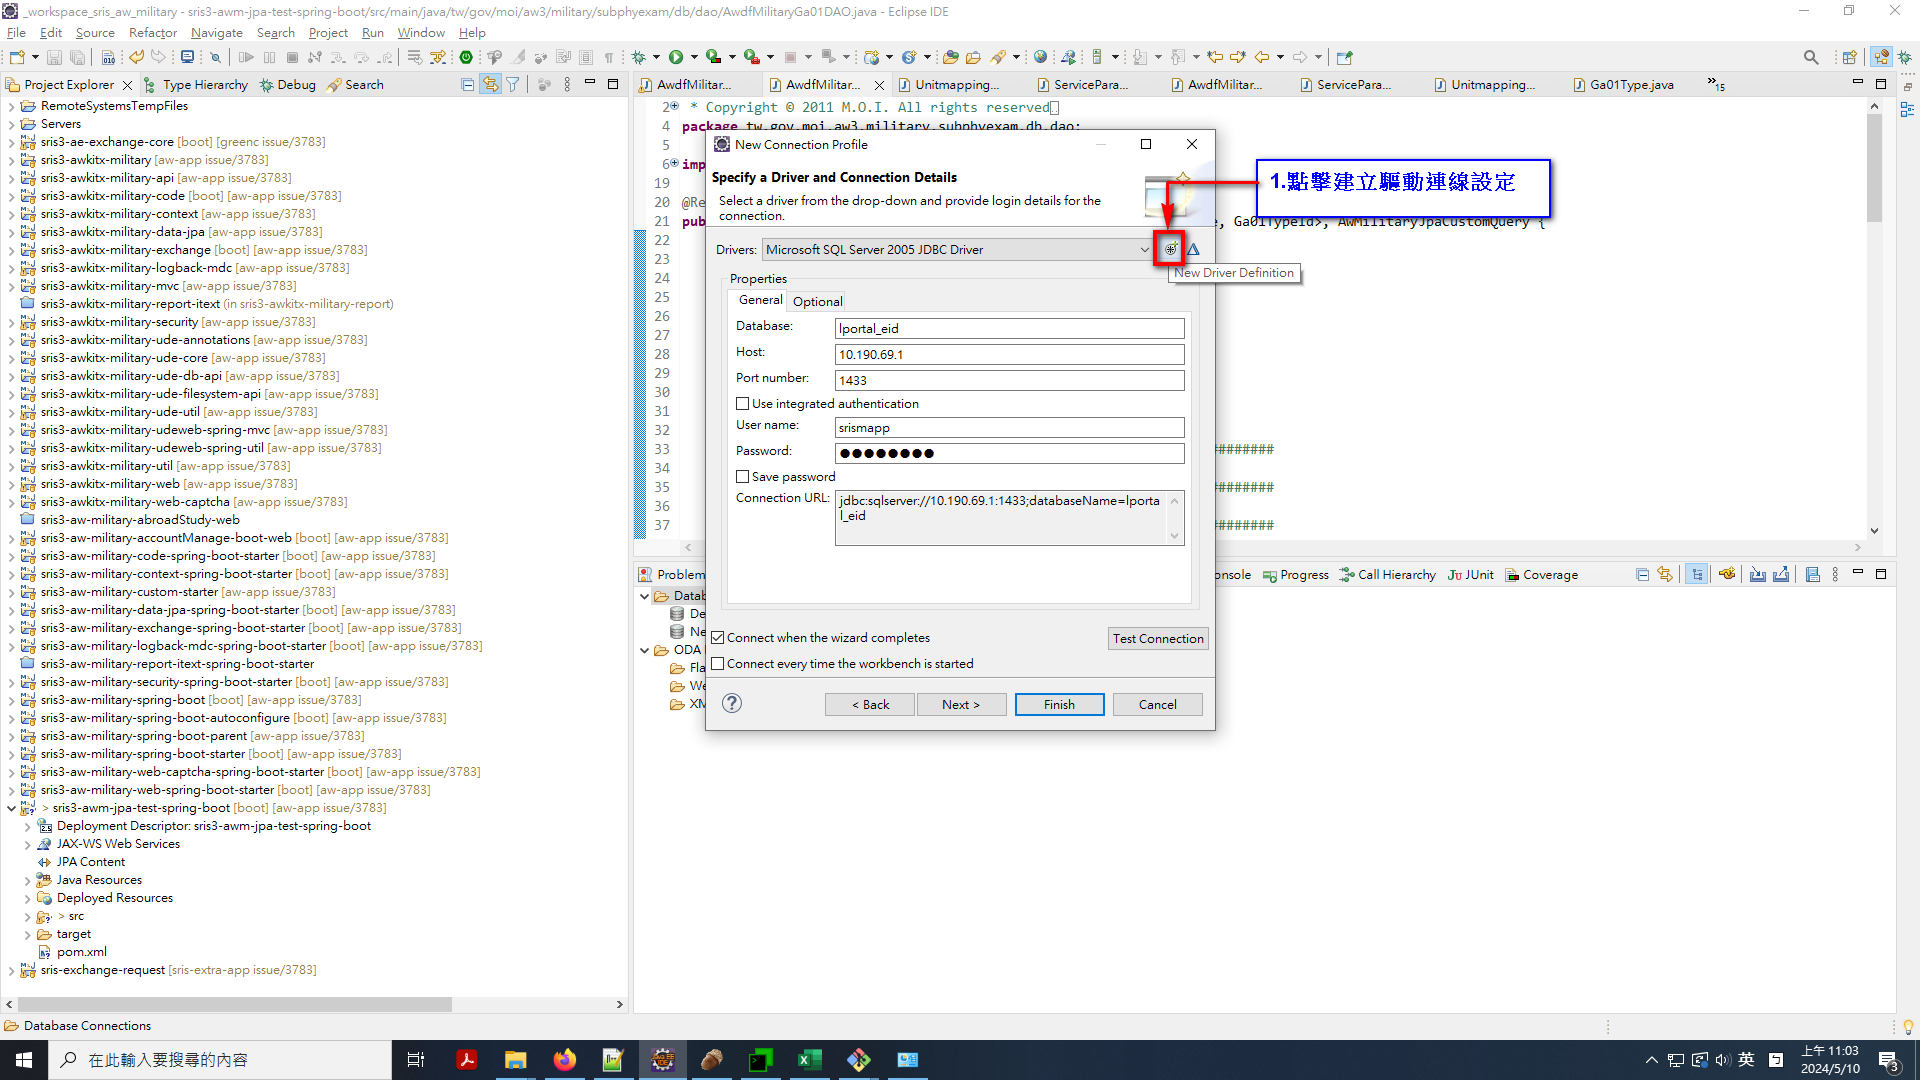 _workspace_sris_aw_military - sris3-awm-jpa-test-spring-boot/src/main/java/tw/gov/moi/aw3/military/subphyexam/db/dao/AwdfMilitaryGa01DAO.java - Eclipse IDE
File Edit Source Refactor Navigate Search Project Run Window Help
Project Explorer Type Hierarchy Debug Search
RemoteSystemsTempFiles
Servers
sris3-ae-exchange-core [boot] [greenc issue/3783]
sris3-awkitx-military [aw-app issue/3783]
sris3-awkitx-military-api [aw-app issue/3783]
sris3-awkitx-military-code [boot] [aw-app issue/3783]
sris3-awkitx-military-context [aw-app issue/3783]
sris3-awkitx-military-data-jpa [aw-app issue/3783]
sris3-awkitx-military-exchange [boot] [aw-app issue/3783]
sris3-awkitx-military-logback-mdc [aw-app issue/3783]
sris3-awkitx-military-mvc [aw-app issue/3783]
sris3-awkitx-military-report-itext (in sris3-awkitx-military-report)
sris3-awkitx-military-security [aw-app issue/3783]
sris3-awkitx-military-ude-annotations [aw-app issue/3783]
sris3-awkitx-military-ude-core [aw-app issue/3783]
sris3-awkitx-military-ude-db-api [aw-app issue/3783]
sris3-awkitx-military-ude-filesystem-api [aw-app issue/3783]
sris3-awkitx-military-ude-util [aw-app issue/3783]
sris3-awkitx-military-udeweb-spring-mvc [aw-app issue/3783]
sris3-awkitx-military-udeweb-spring-util [aw-app issue/3783]
sris3-awkitx-military-util [aw-app issue/3783]
sris3-awkitx-military-web [aw-app issue/3783]
sris3-awkitx-military-web-captcha [aw-app issue/3783]
sris3-aw-military-abroadStudy-web
sris3-aw-military-accountManage-boot-web [boot] [aw-app issue/3783]
sris3-aw-military-code-spring-boot-starter [boot] [aw-app issue/3783]
sris3-aw-military-context-spring-boot-starter [boot] [aw-app issue/3783]
sris3-aw-military-custom-starter [aw-app issue/3783]
sris3-aw-military-data-jpa-spring-boot-starter [boot] [aw-app issue/3783]
sris3-aw-military-exchange-spring-boot-starter [boot] [aw-app issue/3783]
sris3-aw-military-logback-mdc-spring-boot-starter [boot] [aw-app issue/3783]
sris3-aw-military-report-itext-spring-boot-starter
sris3-aw-military-security-spring-boot-starter [boot] [aw-app issue/3783]
sris3-aw-military-spring-boot [boot] [aw-app issue/3783]
sris3-aw-military-spring-boot-autoconfigure [boot] [aw-app issue/3783]
sris3-aw-military-spring-boot-parent [aw-app issue/3783]
sris3-aw-military-spring-boot-starter [boot] [aw-app issue/3783]
sris3-aw-military-web-captcha-spring-boot-starter [boot] [aw-app issue/3783]
sris3-aw-military-web-spring-boot-starter [boot] [aw-app issue/3783]
> sris3-awm-jpa-test-spring-boot [boot] [aw-app issue/3783]
Deployment Descriptor: sris3-awm-jpa-test-spring-boot
JAX-WS Web Services
JPA Content
Java Resources
Deployed Resources
> src
target
pom.xml
sris-exchange-request [sris-extra-app issue/3783]
Database Connections
AwdfMilitar... AwdfMilitar... Unitmapping... ServicePara... AwdfMilitar... ServicePara... Unitmapping... Ga01Type.java »15
2 * Copyright © 2011 M.O.I. All rights reserved.
4 package tw.gov.moi.aw3.military.subphyexam.db.dao;
5
6 imp
19
20 @Re
21 pub e, Ga01TypeId>, AwMilitaryJpaCustomQuery {
22
23
24
25
26
27
28
29
30
31
32
33 ########
34
35 ########
36
37 ########
New Connection Profile
Specify a Driver and Connection Details
Select a driver from the drop-down and provide login details for the
connection.
Drivers: Microsoft SQL Server 2005 JDBC Driver
New Driver Definition
1.點擊建立驅動連線設定
Properties
General Optional
Database: lportal_eid
Host: 10.190.69.1
Port number: 1433
Use integrated authentication
User name: srismapp
Password: ●●●●●●●●
Save password
Connection URL: jdbc:sqlserver://10.190.69.1:1433;databaseName=lporta
l_eid
Connect when the wizard completes Test Connection
Connect every time the workbench is started
< Back Next > Finish Cancel
Problem onsole Progress Call Hierarchy JUnit Coverage
Datab
De
Ne
ODA
Fla
We
XM
在此輸入要搜尋的內容
英
上午 11:03
2024/5/10
3